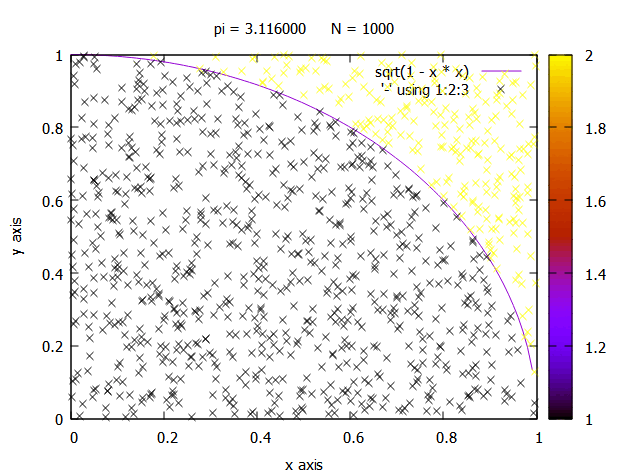 pi = 3.116000 N = 1000
sqrt(1 - x * x)
'-' using 1:2:3
1
0.8
0.6
0.4
0.2
0
y axis
0 0.2 0.4 0.6 0.8 1
x axis
2
1.8
1.6
1.4
1.2
1